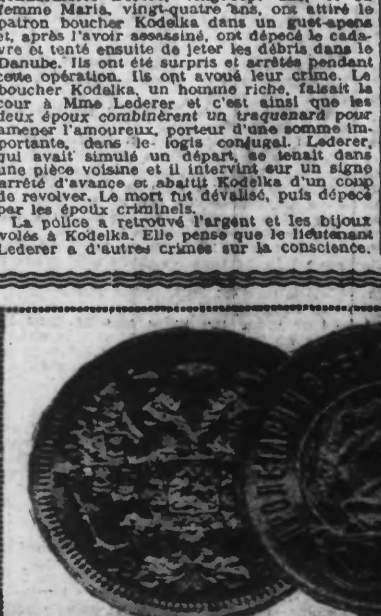 femme Maria, vingt-quatre ans, ont attiré le
patron boucher Kodelka dans un guet-apens
et, après l'avoir assassiné, ont dépecé le cada-
vre et tenté ensuite de jeter les débris dans le
Danube. Ils ont été surpris et arrêtés pendant
cette opération. Ils ont avoué leur crime. Le
boucher Kodelka, un homme riche, faisait la
cour à Mme Lederer et c'est ainsi que les
deux époux combinèrent un traquenard pour
amener l'amoureux, porteur d'une somme im-
portante, dans le logis conjugal. Lederer,
qui avait simulé un départ, se tenait dans
une pièce voisine et il intervint sur un signe
arrêté d'avance et abattit Kodelka d'un coup
de revolver. Le mort fut dévalisé, puis dépecé
par les époux criminels.
La police a retrouvé l'argent et les bijoux
volés à Kodelka. Elle pense que le lieutenant
Lederer a d'autres crimes sur la conscience.